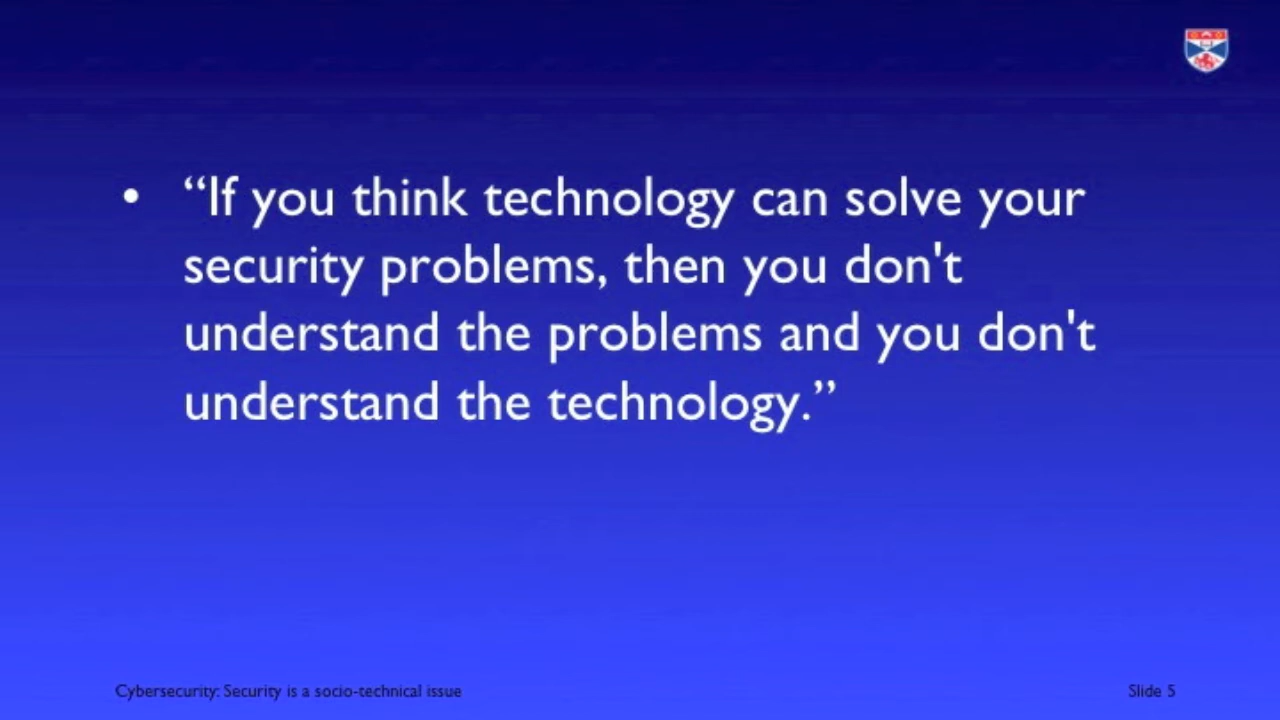 • “If you think technology can solve your
security problems, then you don't
understand the problems and you don't
understand the technology.”
Cybersecurity: Security is a socio-technical issue
Slide 5